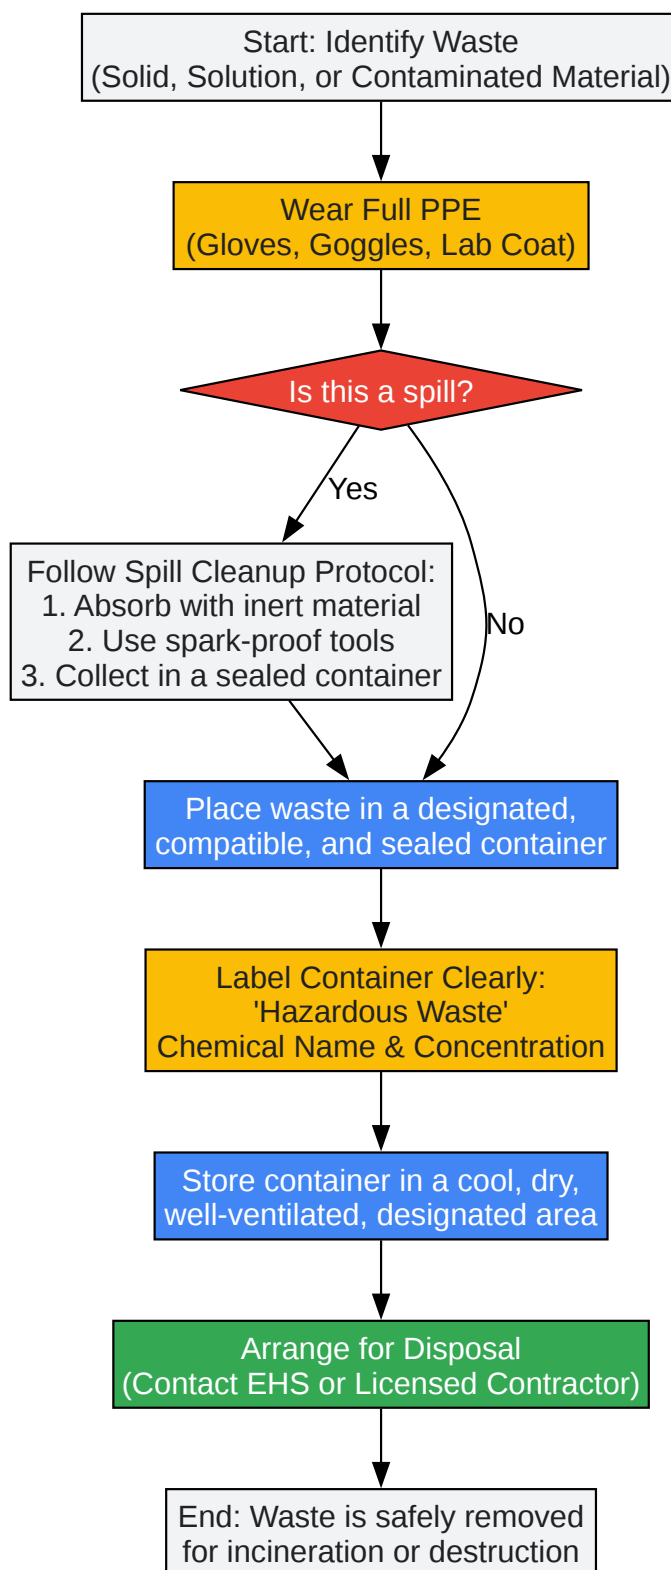 Start: Identify Waste
(Solid, Solution, or Contaminated Material)
Wear Full PPE
(Gloves, Goggles, Lab Coat)
Is this a spill?
Yes
No
Follow Spill Cleanup Protocol:
1. Absorb with inert material
2. Use spark-proof tools
3. Collect in a sealed container
Place waste in a designated,
compatible, and sealed container
Label Container Clearly:
'Hazardous Waste'
Chemical Name & Concentration
Store container in a cool, dry,
well-ventilated, designated area
Arrange for Disposal
(Contact EHS or Licensed Contractor)
End: Waste is safely removed
for incineration or destruction